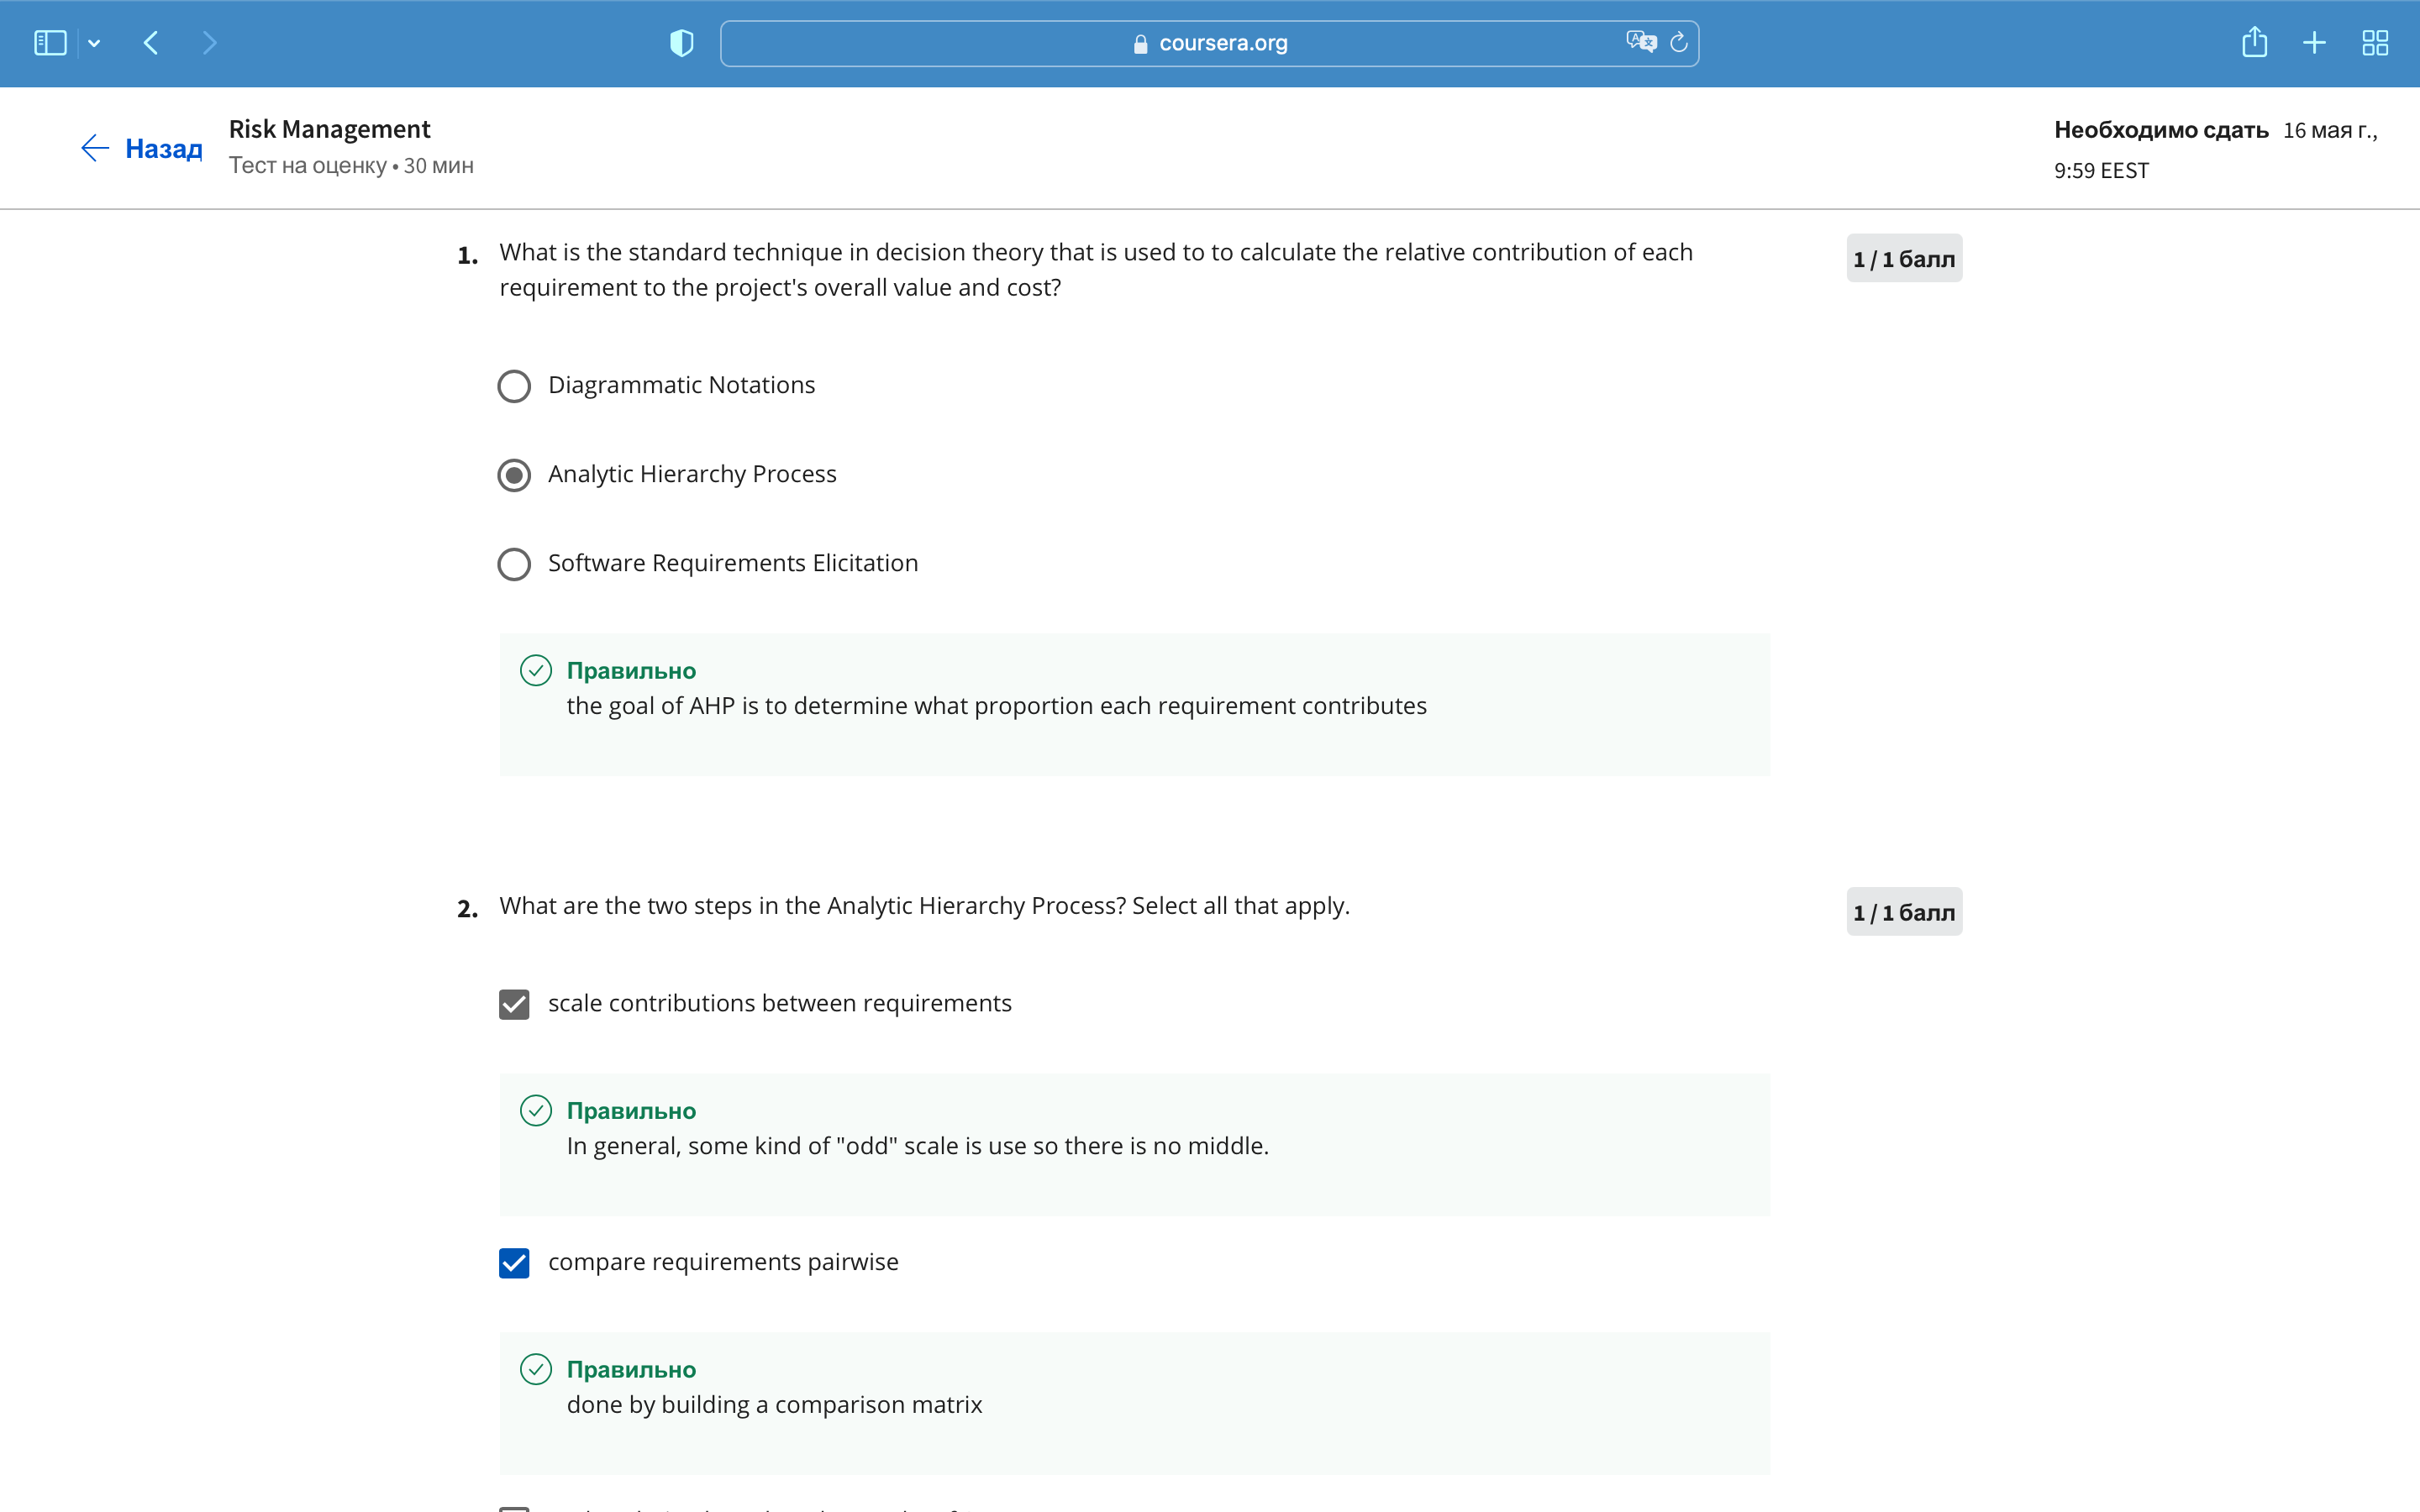 coursera.org
Назад
Risk Management
Тест на оценку • 30 мин
Необходимо сдать 16 мая г.,
9:59 EEST
1. What is the standard technique in decision theory that is used to to calculate the relative contribution of each
requirement to the project's overall value and cost?
1 / 1 балл
Diagrammatic Notations
Analytic Hierarchy Process
Software Requirements Elicitation
Правильно
the goal of AHP is to determine what proportion each requirement contributes
2. What are the two steps in the Analytic Hierarchy Process? Select all that apply.
1 / 1 балл
scale contributions between requirements
Правильно
In general, some kind of "odd" scale is use so there is no middle.
compare requirements pairwise
Правильно
done by building a comparison matrix